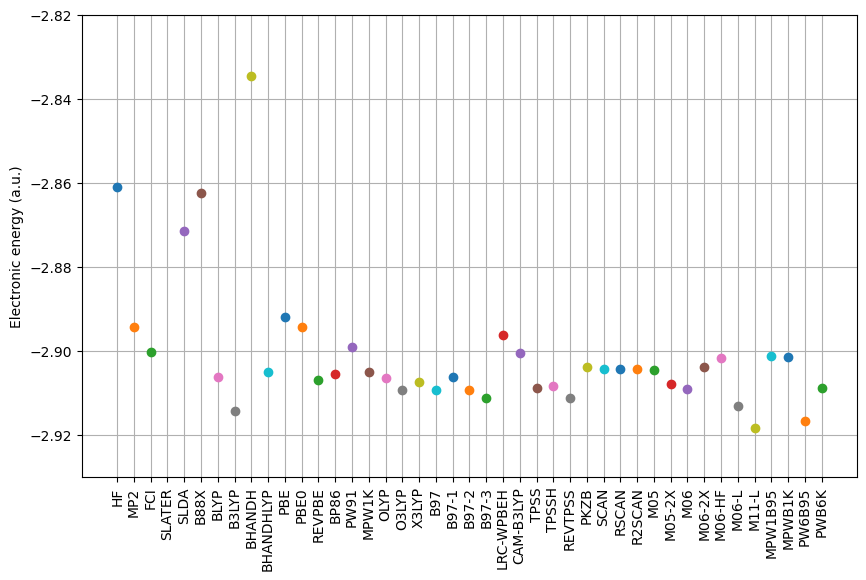 −2.82
−2.84
−2.86
−2.88
−2.90
−2.92
Electronic energy (a.u.)
HF
MP2
FCI
SLATER
SLDA
B88X
BLYP
B3LYP
BHANDH
BHANDHLYP
PBE
PBE0
REVPBE
BP86
PW91
MPW1K
OLYP
O3LYP
X3LYP
B97
B97-1
B97-2
B97-3
LRC-WPBEH
CAM-B3LYP
TPSS
TPSSH
REVTPSS
PKZB
SCAN
RSCAN
R2SCAN
M05
M05-2X
M06
M06-2X
M06-HF
M06-L
M11-L
MPW1B95
MPWB1K
PW6B95
PWB6K